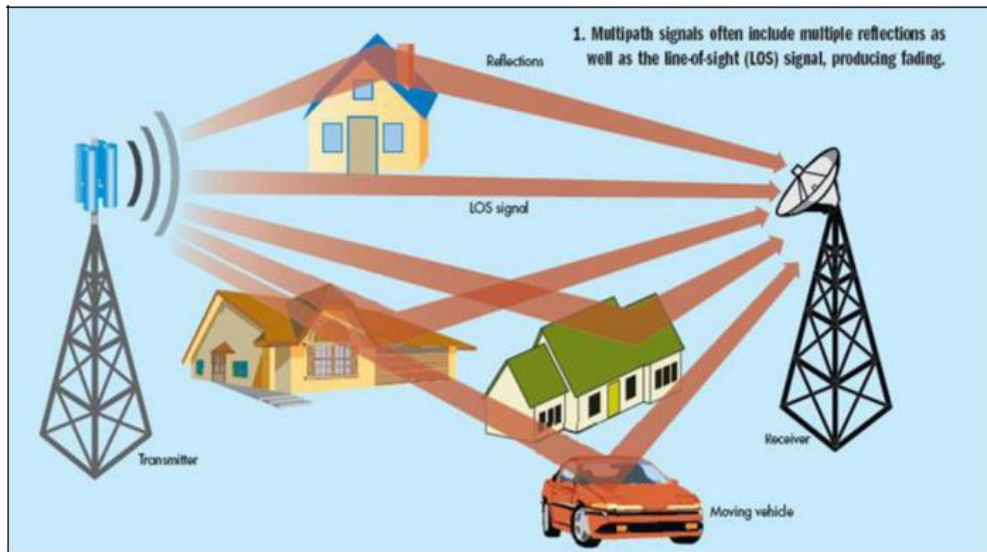 1. Multipath signals often include multiple reflections as
well as the line-of-sight (LOS) signal, producing fading.
Reflections
LOS signal
Transmitter
Receiver
Moving vehicle